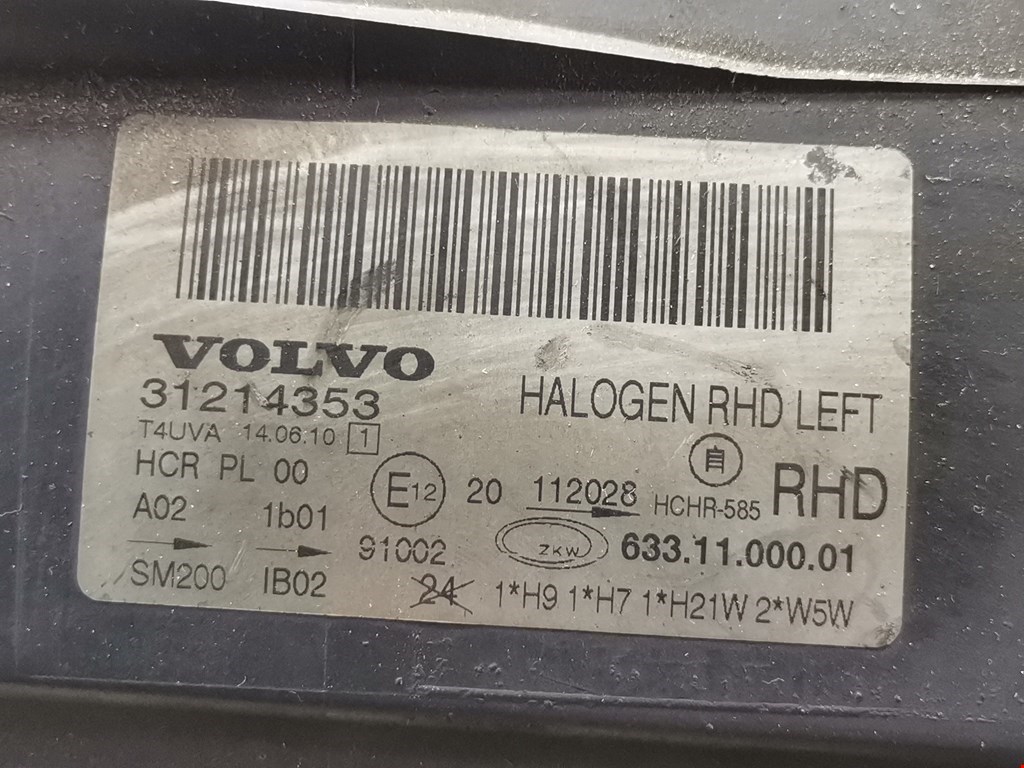 VOLVO
31214353
HALOGEN RHD LEFT
T4UVA 14.06.10 1
自
HCR PL 00
E12 20 112028 HCHR-585 RHD
A02 1b01
91002 ZKW 633.11.000.01
SM200 IB02
24 1*H9 1*H7 1*H21W 2*W5W